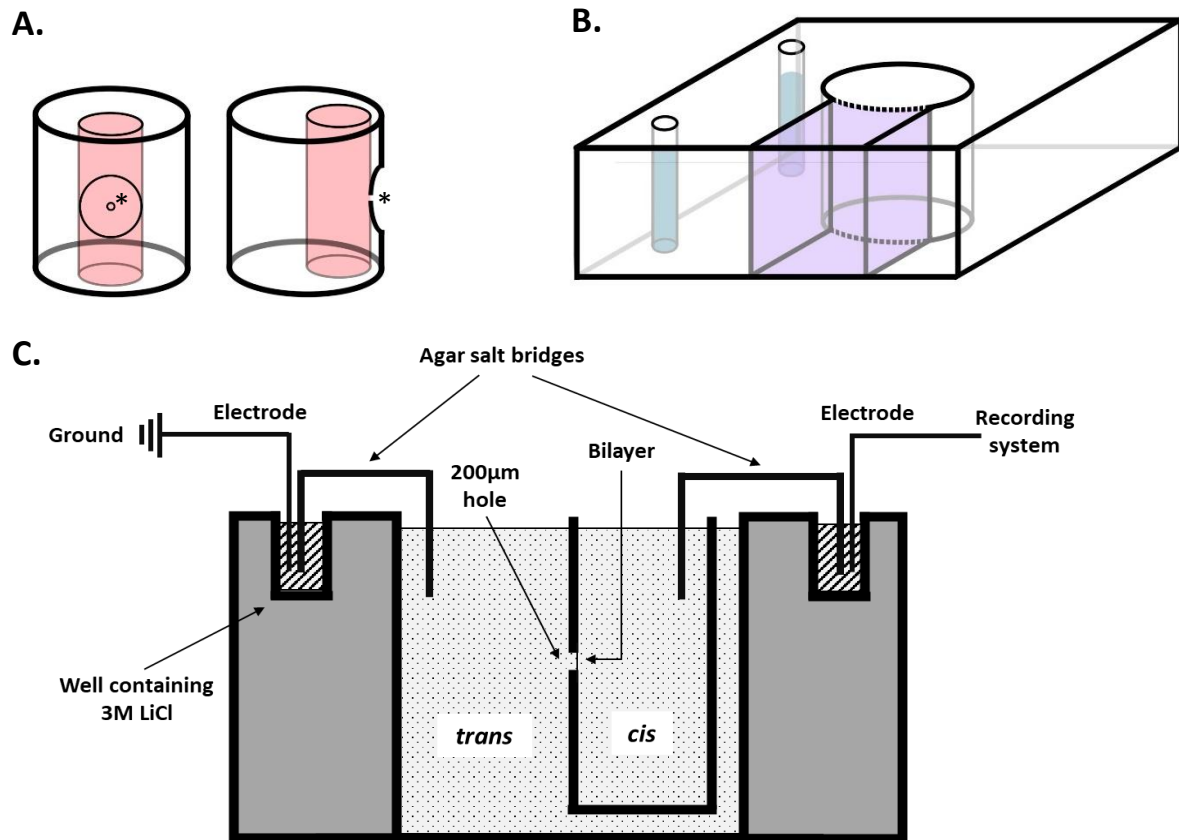 A.
B.
*
*
C.
Agar salt bridges
Electrode
Ground
200µm
hole
Bilayer
Electrode
Recording
system
Well containing
3M LiCl
trans
cis